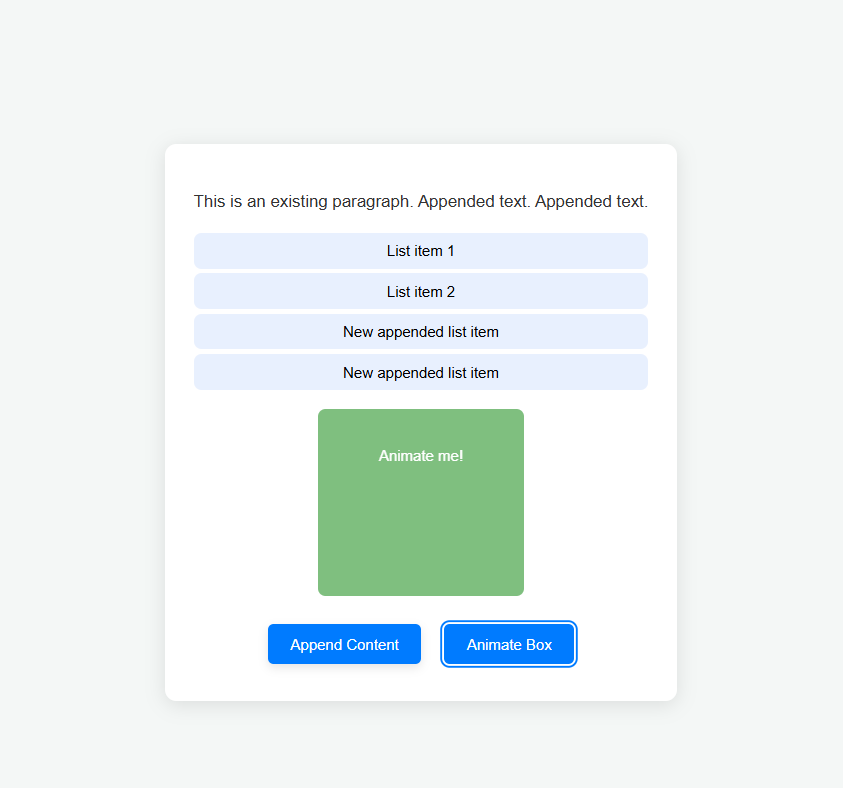 This is an existing paragraph. Appended text. Appended text.
List item 1
List item 2
New appended list item
New appended list item
Animate me!
Append Content
Animate Box